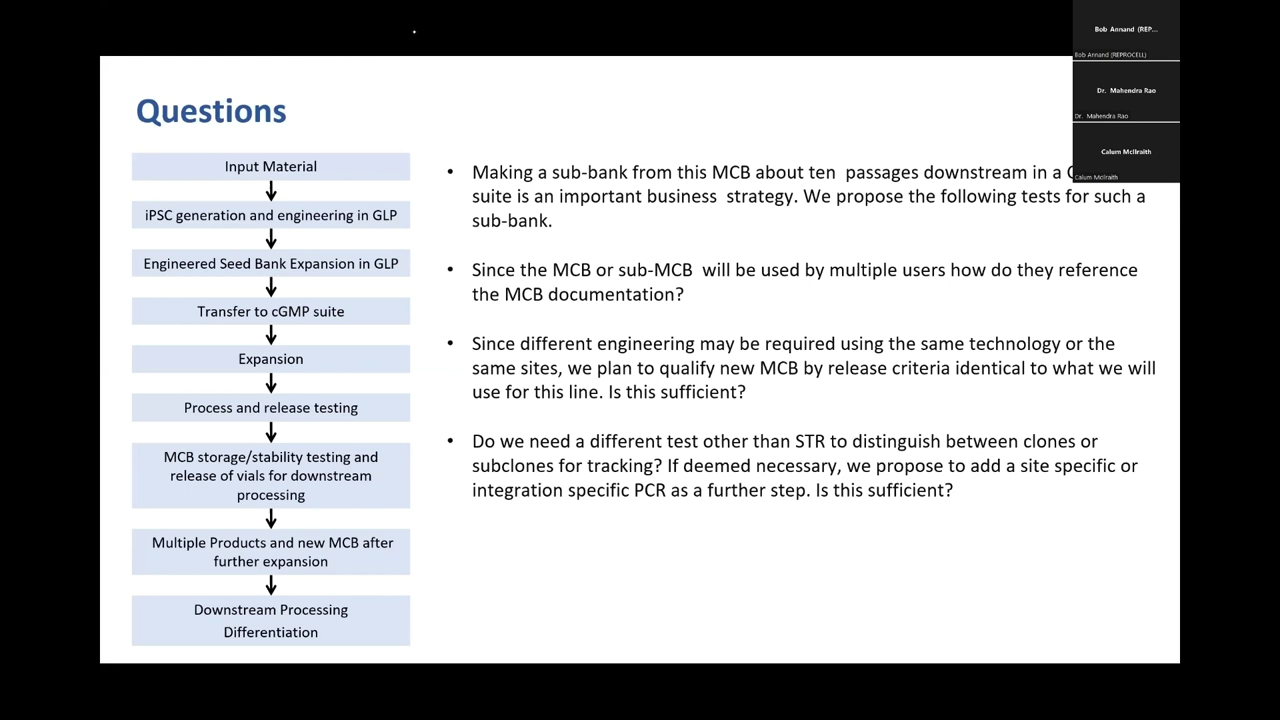 Questions
Input Material
iPSC generation and engineering in GLP
Engineered Seed Bank Expansion in GLP
Transfer to cGMP suite
Expansion
Process and release testing
MCB storage/stability testing and
release of vials for downstream
processing
Multiple Products and new MCB after
further expansion
Downstream Processing
Differentiation
• Making a sub-bank from this MCB about ten passages downstream in a
suite is an important business strategy. We propose the following tests for such a
sub-bank.
• Since the MCB or sub-MCB will be used by multiple users how do they reference
the MCB documentation?
• Since different engineering may be required using the same technology or the
same sites, we plan to qualify new MCB by release criteria identical to what we will
use for this line. Is this sufficient?
• Do we need a different test other than STR to distinguish between clones or
subclones for tracking? If deemed necessary, we propose to add a site specific or
integration specific PCR as a further step. Is this sufficient?
Bob Annand (REP...
Bob Annand (REPROCELL)
Dr. Mahendra Rao
Dr. Mahendra Rao
Calum McIlraith
Calum McIlraith